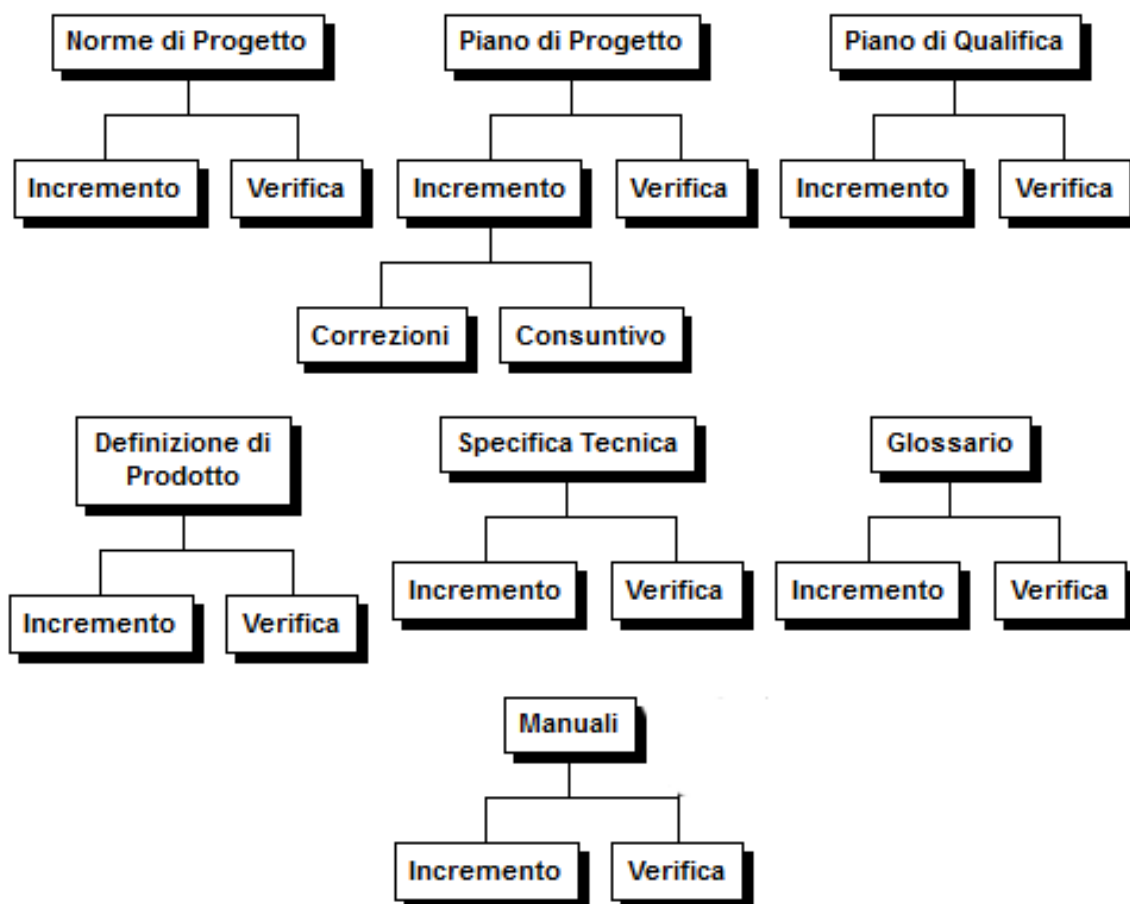 Norme di Progetto
Piano di Progetto
Piano di Qualifica
Incremento
Verifica
Incremento
Verifica
Incremento
Verifica
Correzioni
Consuntivo
Definizione di
Prodotto
Specifica Tecnica
Glossario
Incremento
Verifica
Incremento
Verifica
Incremento
Verifica
Manuali
Incremento
Verifica